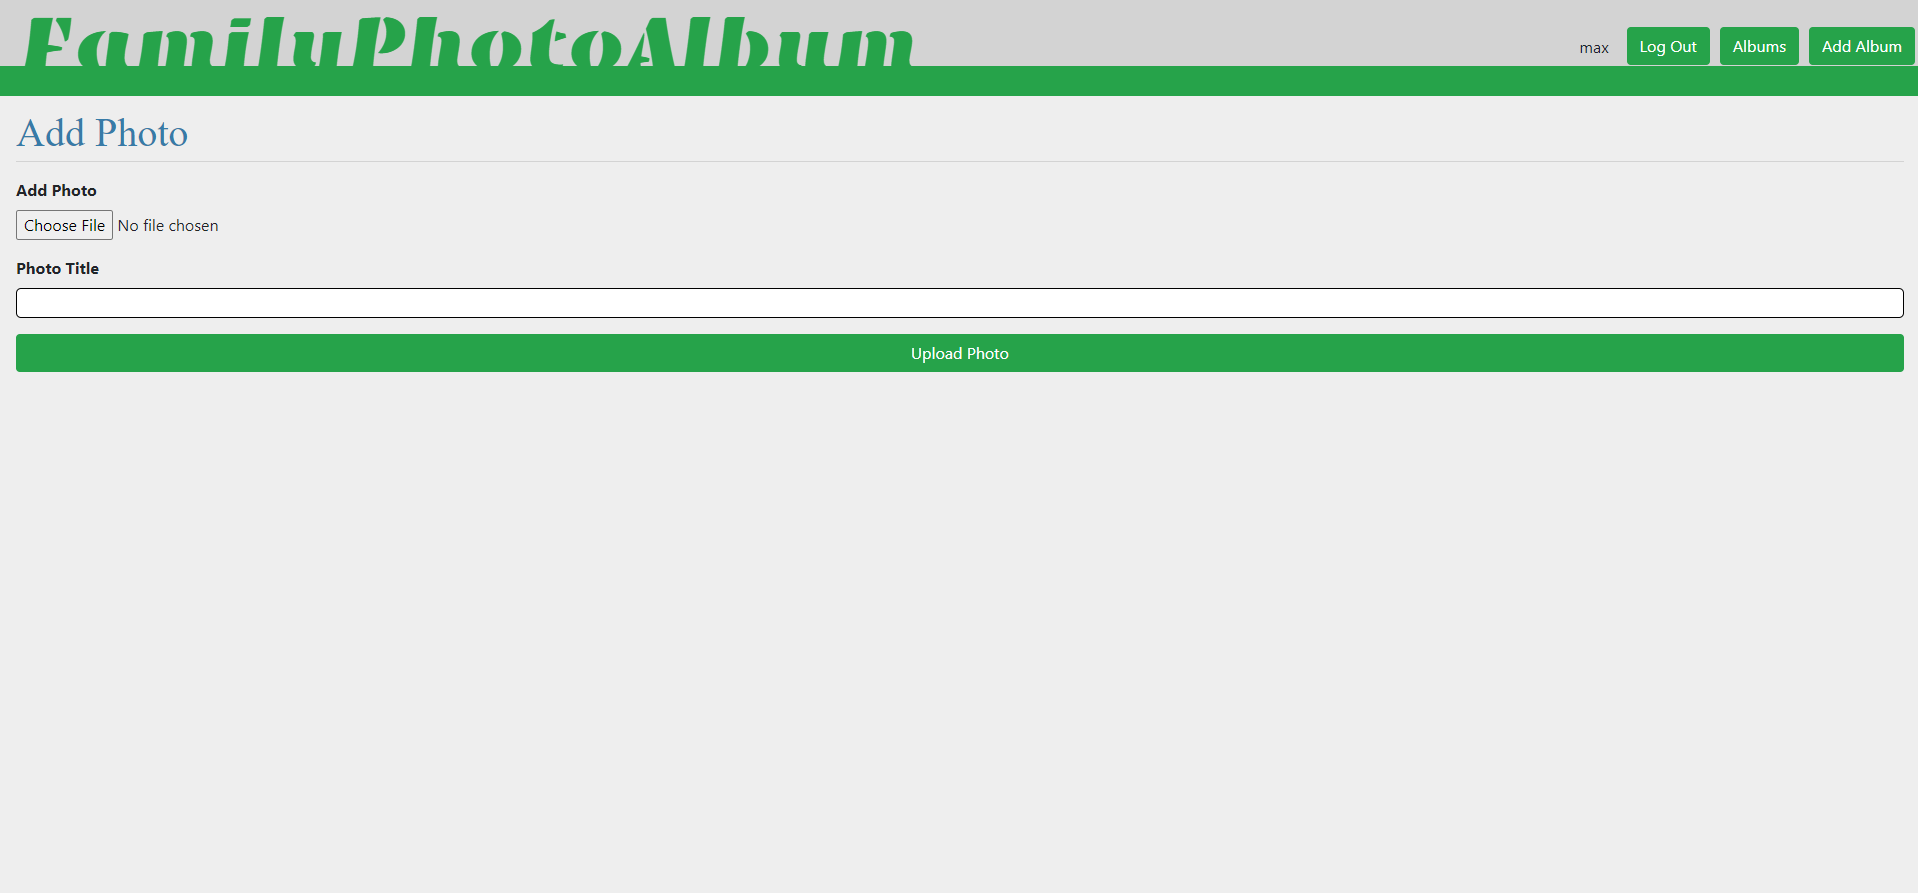 FamilyPhotoAlbum
max Log Out Albums Add Album
Add Photo
Add Photo
Choose File No file chosen
Photo Title
Upload Photo